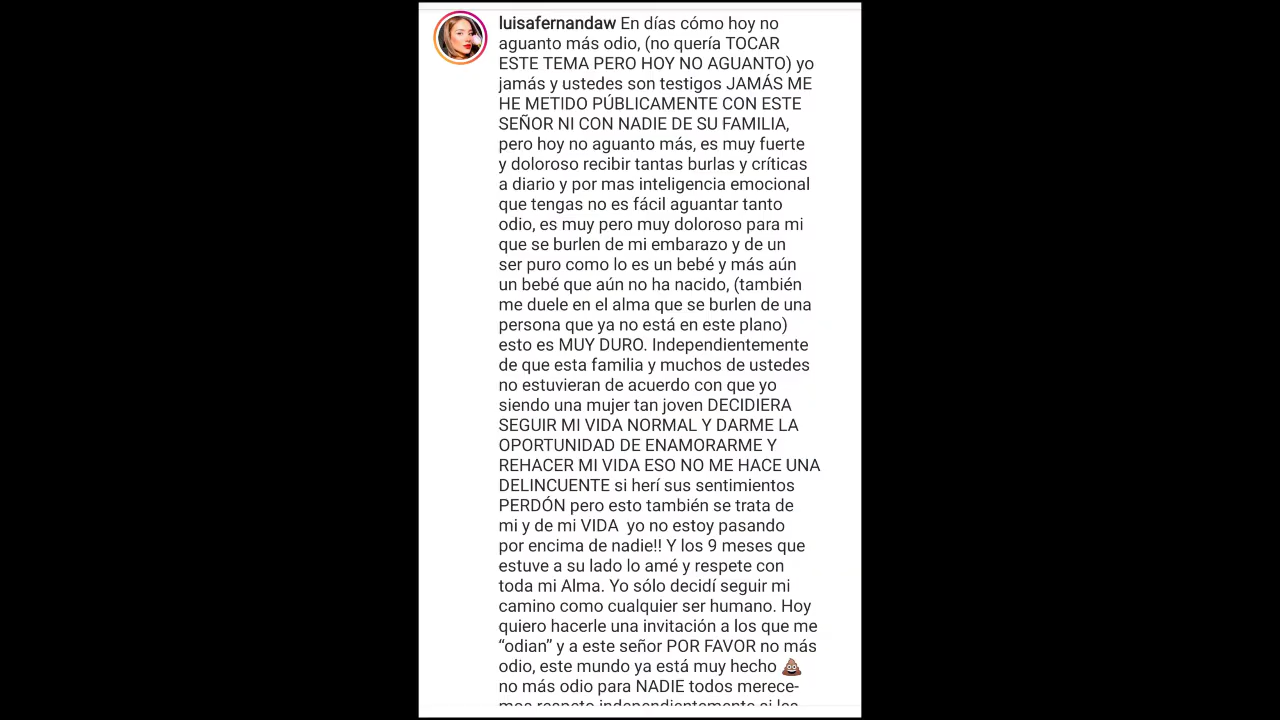 luisafernandaw En días cómo hoy no
aguanto más odio, (no quería TOCAR
ESTE TEMA PERO HOY NO AGUANTO) yo
jamás y ustedes son testigos JAMÁS ME
HE METIDO PÚBLICAMENTE CON ESTE
SEÑOR NI CON NADIE DE SU FAMILIA,
pero hoy no aguanto más, es muy fuerte
y doloroso recibir tantas burlas y críticas
a diario y por mas inteligencia emocional
que tengas no es fácil aguantar tanto
odio, es muy pero muy doloroso para mi
que se burlen de mi embarazo y de un
ser puro como lo es un bebé y más aún
un bebé que aún no ha nacido, (también
me duele en el alma que se burlen de una
persona que ya no está en este plano)
esto es MUY DURO. Independientemente
de que esta familia y muchos de ustedes
no estuvieran de acuerdo con que yo
siendo una mujer tan joven DECIDIERA
SEGUIR MI VIDA NORMAL Y DARME LA
OPORTUNIDAD DE ENAMORARME Y
REHACER MI VIDA ESO NO ME HACE UNA
DELINCUENTE si herí sus sentimientos
PERDÓN pero esto también se trata de
mi y de mi VIDA yo no estoy pasando
por encima de nadie!! Y los 9 meses que
estuve a su lado lo amé y respete con
toda mi Alma. Yo sólo decidí seguir mi
camino como cualquier ser humano. Hoy
quiero hacerle una invitación a los que me
“odian” y a este señor POR FAVOR no más
odio, este mundo ya está muy hecho 💩
no más odio para NADIE todos merece-
mos respeto independientemente si las